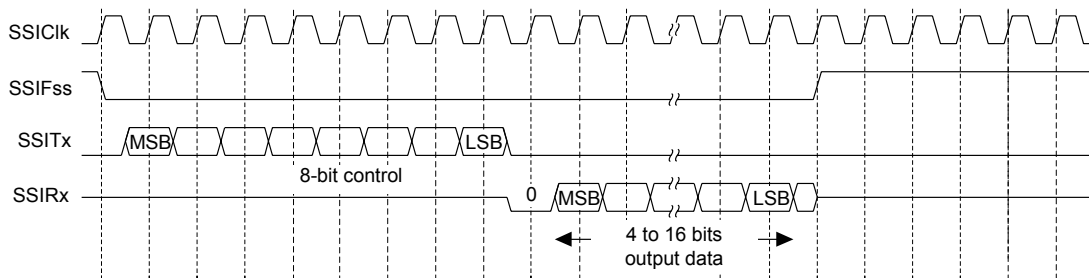 SSIClk
SSIFss
SSITx
MSB
LSB
8-bit control
SSIRx
0
MSB
LSB
4 to 16 bits
output data